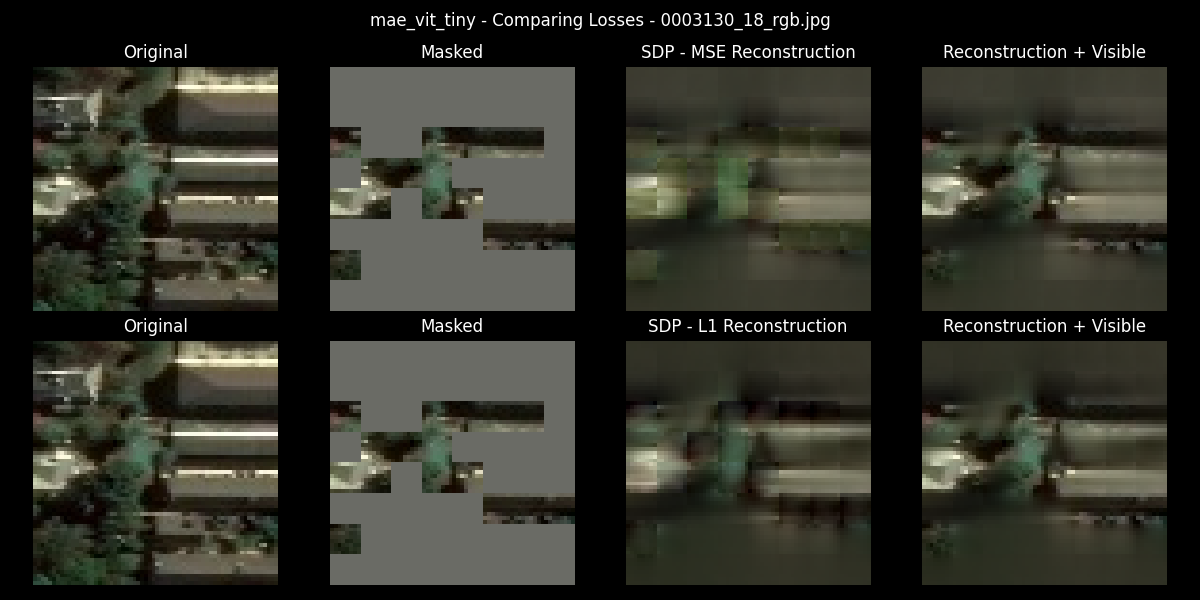 mae_vit_tiny - Comparing Losses - 0003130_18_rgb.jpg
Original
Masked
SDP - MSE Reconstruction
Reconstruction + Visible
Original
Masked
SDP - L1 Reconstruction
Reconstruction + Visible